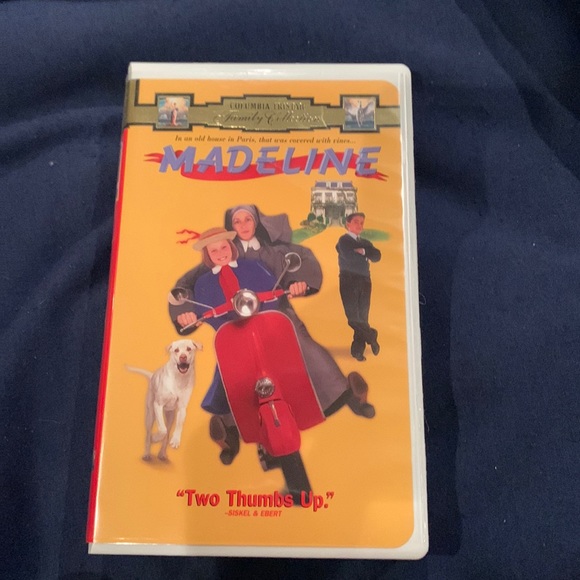 COLUMBIA TRISTAR
Family Collection
In an old house in Paris, that was covered with vines...
MADELINE
"Two Thumbs Up."
-SISKEL & EBERT